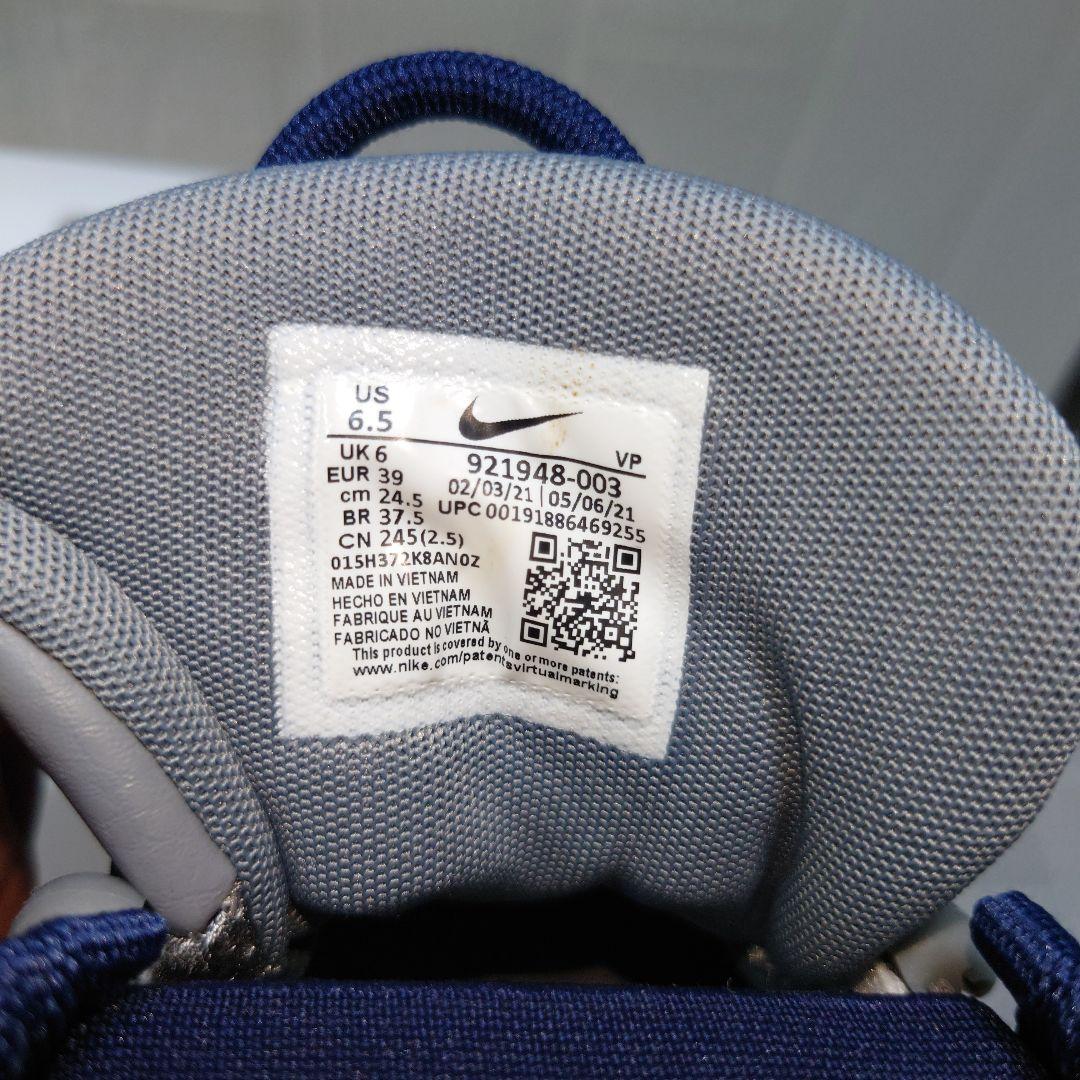 US
6.5
UK 6
EUR 39
cm 24.5
BR 37.5
CN 245(2.5)
VP
921948-003
02/03/21 | 05/06/21
UPC 00191886469255
015H372K8AN0Z
MADE IN VIETNAM
HECHO EN VIETNAM
FABRIQUE AU VIETNAM
FABRICADO NO VIETNÃ
This product is covered by one or more patents:
www.nike.com/patentsvirtualmarking